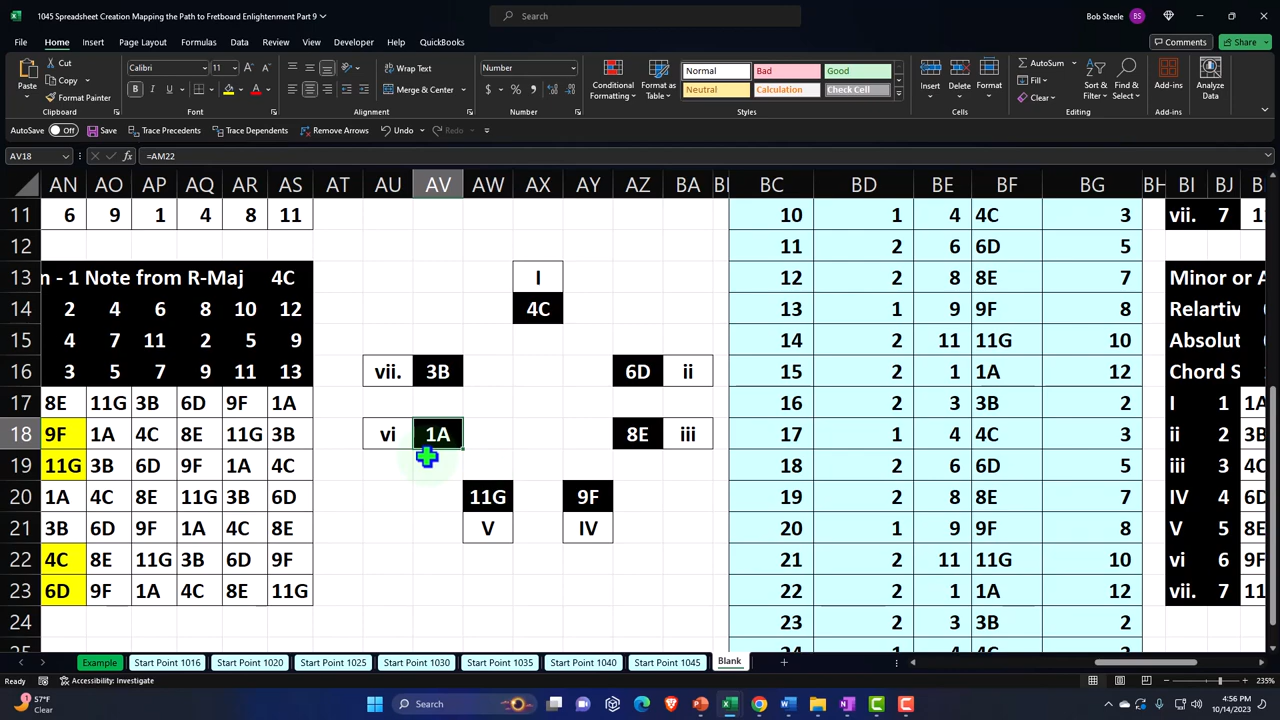 1045 Spreadsheet Creation Mapping the Path to Fretboard Enlightenment Part 9
Search
Bob Steele BS
File Home Insert Page Layout Formulas Data Review View Developer Automate Help QuickBooks
Comments Share
Paste Cut Copy Format Painter
Calibri 11 Wrap Text Merge & Center Number
Conditional Formatting Format as Table
Normal Bad Good
Neutral Calculation Check Cell
Insert Delete Format
AutoSum Fill Clear
Sort & Filter Find & Select Add-ins Analyze Data
Clipboard Font Alignment Number Styles Cells Editing Add-ins
AutoSave Off Save Trace Precedents Trace Dependents Remove Arrows Undo Redo
AV18 fx =AM22
AN AO AP AQ AR AS AT AU AV AW AX AY AZ BA BC BD BE BF BG BH BI BJ
11 6 9 1 4 8 11 10 1 4 4C 3 vii. 7
12 11 2 6 6D 5
13 - 1 Note from R-Maj 4C I 12 2 8 8E 7 Minor or A
14 2 4 6 8 10 12 4C 13 1 9 9F 8 Relartiv
15 4 7 11 2 5 9 14 2 11 11G 10 Absolut
16 3 5 7 9 11 13 vii. 3B 6D ii 15 2 1 1A 12 Chord S
17 8E 11G 3B 6D 9F 1A 16 2 3 3B 2 I 1 1A
18 9F 1A 4C 8E 11G 3B vi 1A 8E iii 17 1 4 4C 3 ii 2 3B
19 11G 3B 6D 9F 1A 4C 18 2 6 6D 5 iii 3 4C
20 1A 4C 8E 11G 3B 6D 11G 9F 19 2 8 8E 7 IV 4 6D
21 3B 6D 9F 1A 4C 8E V IV 20 1 9 9F 8 V 5 8E
22 4C 8E 11G 3B 6D 9F 21 2 11 11G 10 vi 6 9F
23 6D 9F 1A 4C 8E 11G 22 2 1 1A 12 vii. 7
24 23 2 3 3B 2
Example Start Point 1016 Start Point 1020 Start Point 1025 Start Point 1030 Start Point 1035 Start Point 1040 Start Point 1045 Blank
Ready Accessibility: Investigate 235%
57°F
Clear
Search
4:56 PM
10/14/2023